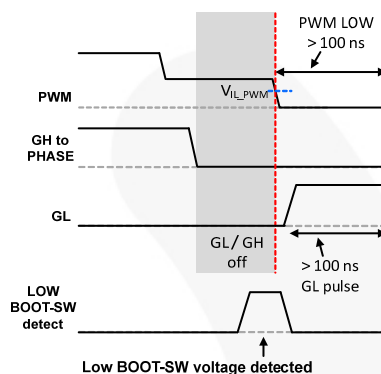 PWM LOW
> 100 ns
VIL_PWM
PWM
GH to
PHASE
GL
GL / GH
off
> 100 ns
GL pulse
LOW
BOOT-SW
detect
Low BOOT-SW voltage detected